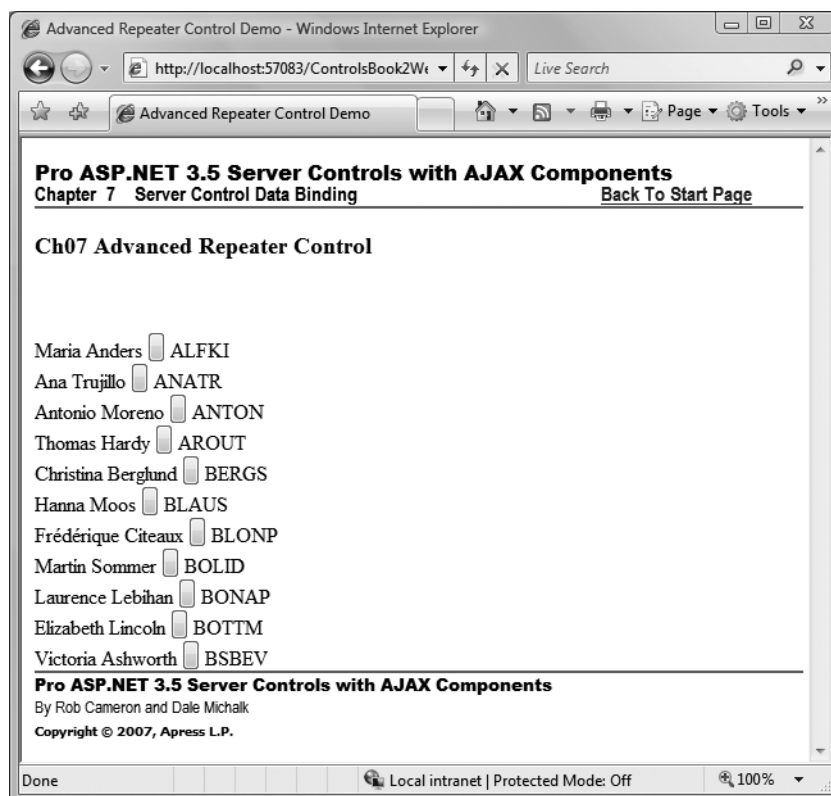 Advanced Repeater Control Demo - Windows Internet Explorer
http://localhost:57083/ControlsBook2We
Live Search
Advanced Repeater Control Demo
Page
Tools
»
Pro ASP.NET 3.5 Server Controls with AJAX Components
Chapter 7 Server Control Data Binding
Back To Start Page
Ch07 Advanced Repeater Control
Maria Anders ALFKI
Ana Trujillo ANATR
Antonio Moreno ANTON
Thomas Hardy AROUT
Christina Berglund BERGS
Hanna Moos BLAUS
Frédérique Citeaux BLONP
Martin Sommer BOLID
Laurence Lebihan BONAP
Elizabeth Lincoln BOTTM
Victoria Ashworth BSBEV
Pro ASP.NET 3.5 Server Controls with AJAX Components
By Rob Cameron and Dale Michalk
Copyright © 2007, Apress L.P.
Done
Local intranet | Protected Mode: Off
100%